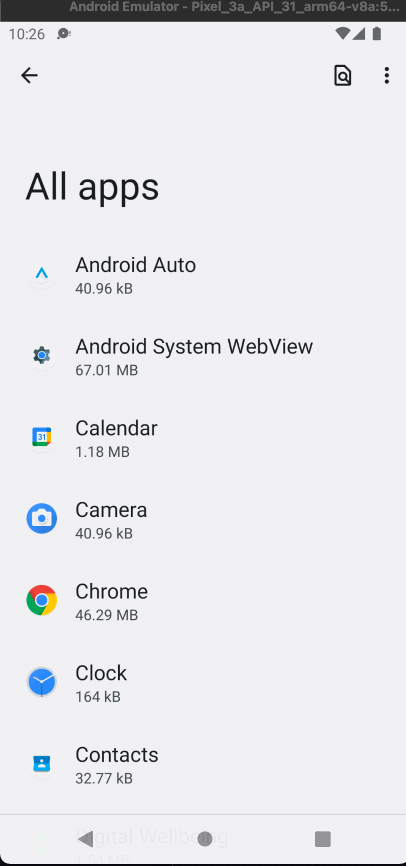 Android Emulator - Pixel_3a_API_31_arm64-v8a:5...
10:26
All apps
Android Auto
40.96 kB
Android System WebView
67.01 MB
31
Calendar
1.18 MB
Camera
40.96 kB
Chrome
46.29 MB
Clock
164 kB
Contacts
32.77 kB
Digital Wellbeing